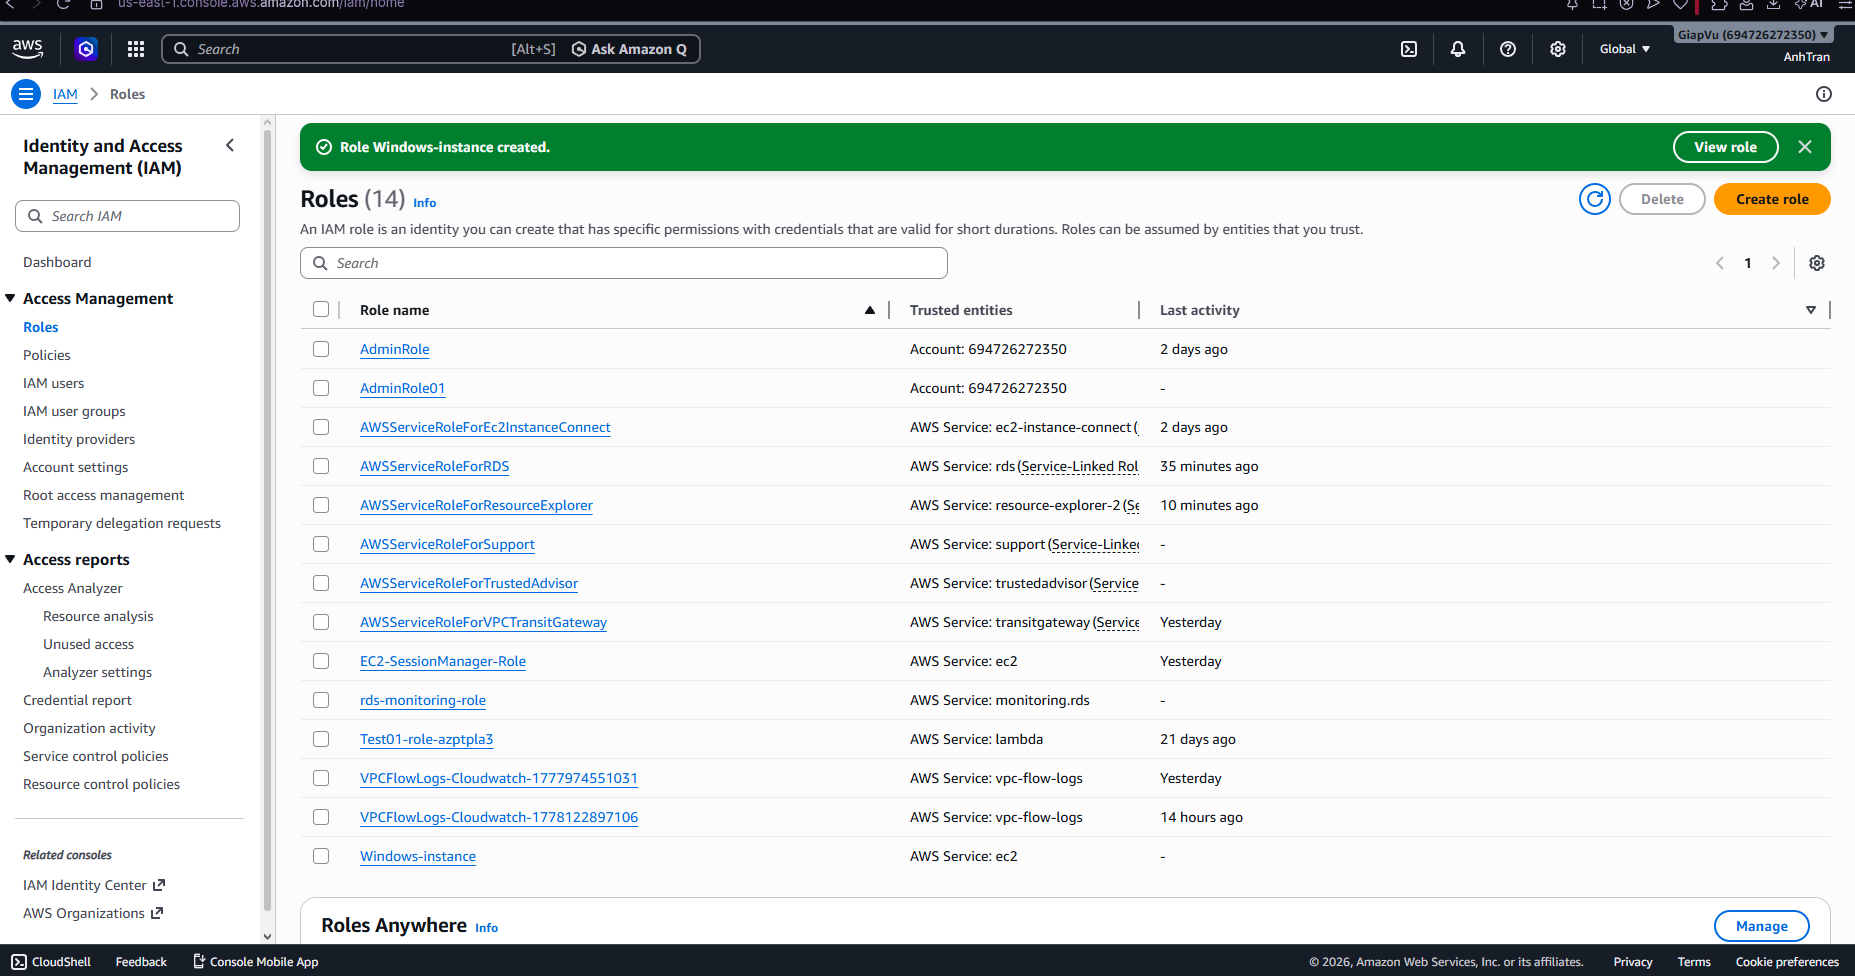 us-east-1.console.aws.amazon.com/iam/home
AI
aws
Search
[Alt+S]
Ask Amazon Q
Global
GiapVu (694726272350)
AnhTran
IAM
Roles
Identity and Access
Management (IAM)
Search IAM
Dashboard
Access Management
Roles
Policies
IAM users
IAM user groups
Identity providers
Account settings
Root access management
Temporary delegation requests
Access reports
Access Analyzer
Resource analysis
Unused access
Analyzer settings
Credential report
Organization activity
Service control policies
Resource control policies
Related consoles
IAM Identity Center
AWS Organizations
Role Windows-instance created.
View role
Roles (14) Info
Delete
Create role
An IAM role is an identity you can create that has specific permissions with credentials that are valid for short durations. Roles can be assumed by entities that you trust.
Search
1
Role name Trusted entities Last activity
AdminRole Account: 694726272350 2 days ago
AdminRole01 Account: 694726272350 -
AWSServiceRoleForEc2InstanceConnect AWS Service: ec2-instance-connect ( 2 days ago
AWSServiceRoleForRDS AWS Service: rds (Service-Linked Rol 35 minutes ago
AWSServiceRoleForResourceExplorer AWS Service: resource-explorer-2 (Se 10 minutes ago
AWSServiceRoleForSupport AWS Service: support (Service-Linked -
AWSServiceRoleForTrustedAdvisor AWS Service: trustedadvisor (Service -
AWSServiceRoleForVPCTransitGateway AWS Service: transitgateway (Service Yesterday
EC2-SessionManager-Role AWS Service: ec2 Yesterday
rds-monitoring-role AWS Service: monitoring.rds -
Test01-role-azptpla3 AWS Service: lambda 21 days ago
VPCFlowLogs-Cloudwatch-1777974551031 AWS Service: vpc-flow-logs Yesterday
VPCFlowLogs-Cloudwatch-1778122897106 AWS Service: vpc-flow-logs 14 hours ago
Windows-instance AWS Service: ec2 -
Roles Anywhere Info
Manage
CloudShell
Feedback
Console Mobile App
© 2026, Amazon Web Services, Inc. or its affiliates.
Privacy
Terms
Cookie preferences